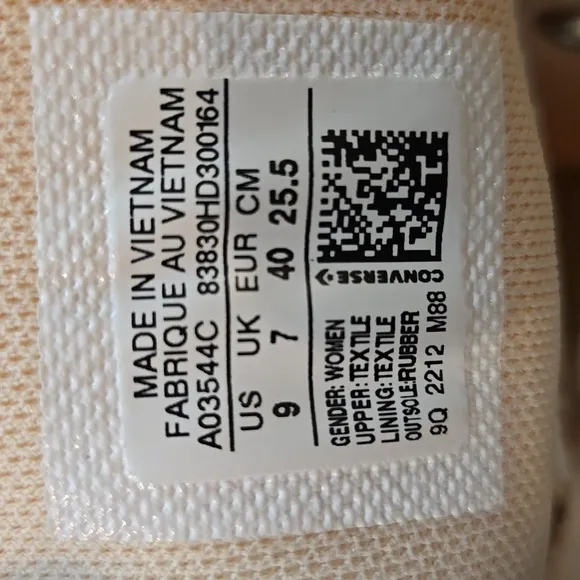 MADE IN VIETNAM
FABRIQUE AU VIETNAM
A03544C 83830HD300164
US UK EUR CM
9 7 40 25.5
GENDER: WOMEN
UPPER: TEXTILE
LINING: TEXTILE
OUTSOLE:RUBBER
9Q 2212 M88
CONVERSE